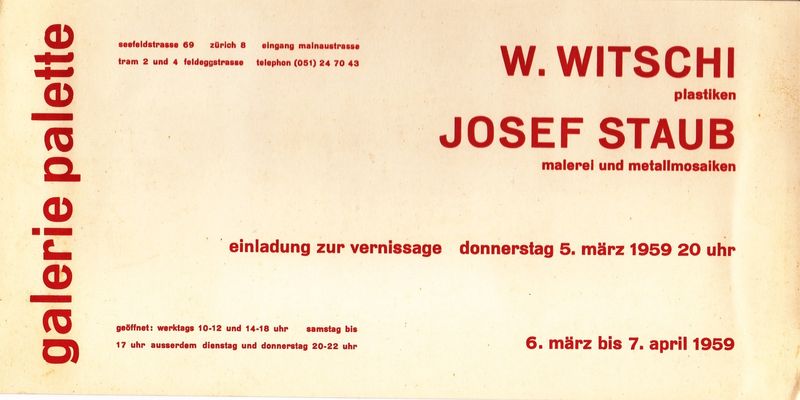 galerie palette
seefeldstrasse 69 zürich 8 eingang mainaustrasse
tram 2 und 4 feldeggstrasse telephon (051) 24 70 43
W. WITSCHI
plastiken
JOSEF STAUB
malerei und metallmosaiken
einladung zur vernissage donnerstag 5. märz 1959 20 uhr
geöffnet: werktags 10-12 und 14-18 uhr samstag bis
17 uhr ausserdem dienstag und donnerstag 20-22 uhr
6. märz bis 7. april 1959